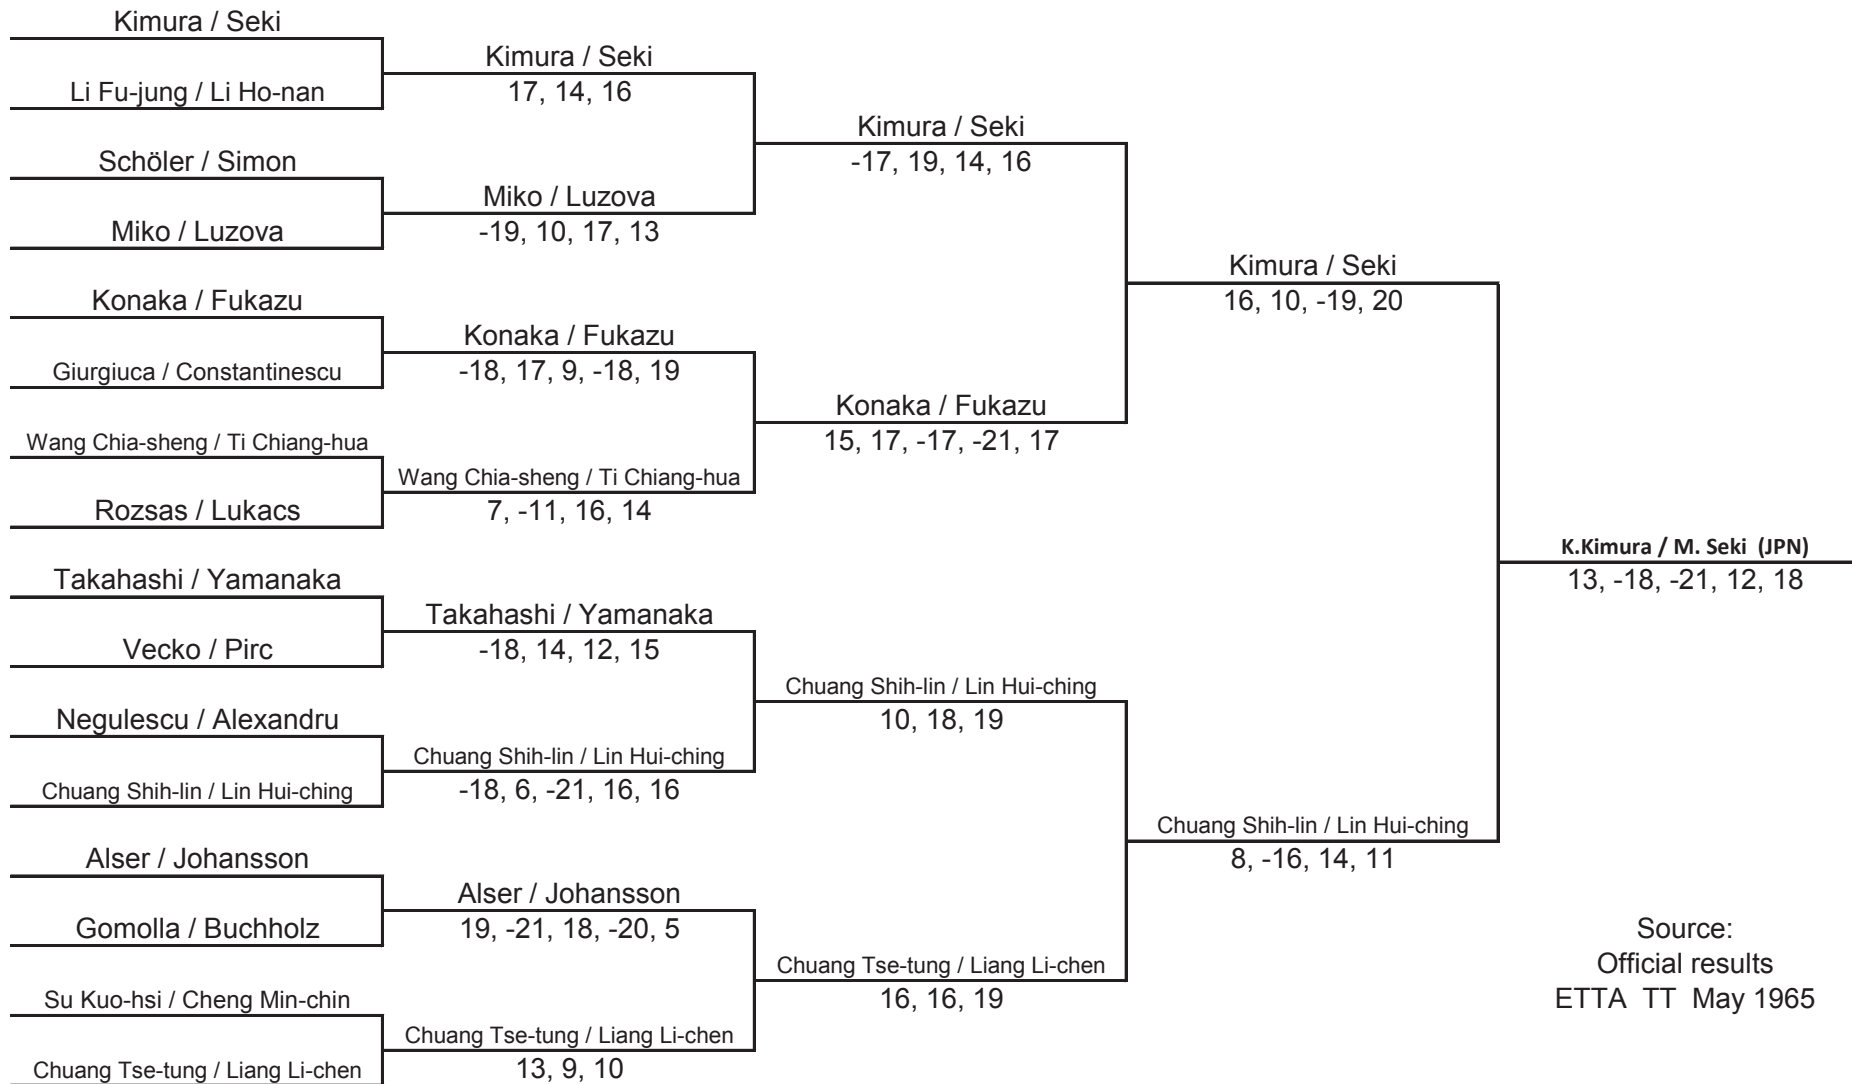 Kimura / Seki
Li Fu-jung / Li Ho-nan
Schöler / Simon
Miko / Luzova
Konaka / Fukazu
Giurgiuca / Constantinescu
Wang Chia-sheng / Ti Chiang-hua
Rozsas / Lukacs
Takahashi / Yamanaka
Vecko / Pirc
Negulescu / Alexandru
Chuang Shih-lin / Lin Hui-ching
Alser / Johansson
Gomolla / Buchholz
Su Kuo-hsi / Cheng Min-chin
Chuang Tse-tung / Liang Li-chen
Kimura / Seki
17, 14, 16
Miko / Luzova
-19, 10, 17, 13
Konaka / Fukazu
-18, 17, 9, -18, 19
Wang Chia-sheng / Ti Chiang-hua
7, -11, 16, 14
Takahashi / Yamanaka
-18, 14, 12, 15
Chuang Shih-lin / Lin Hui-ching
-18, 6, -21, 16, 16
Alser / Johansson
19, -21, 18, -20, 5
Chuang Tse-tung / Liang Li-chen
13, 9, 10
Kimura / Seki
-17, 19, 14, 16
Konaka / Fukazu
15, 17, -17, -21, 17
Chuang Shih-lin / Lin Hui-ching
10, 18, 19
Chuang Tse-tung / Liang Li-chen
16, 16, 19
Kimura / Seki
16, 10, -19, 20
Chuang Shih-lin / Lin Hui-ching
8, -16, 14, 11
K.Kimura / M. Seki (JPN)
13, -18, -21, 12, 18
Source:
Official results
ETTA TT May 1965